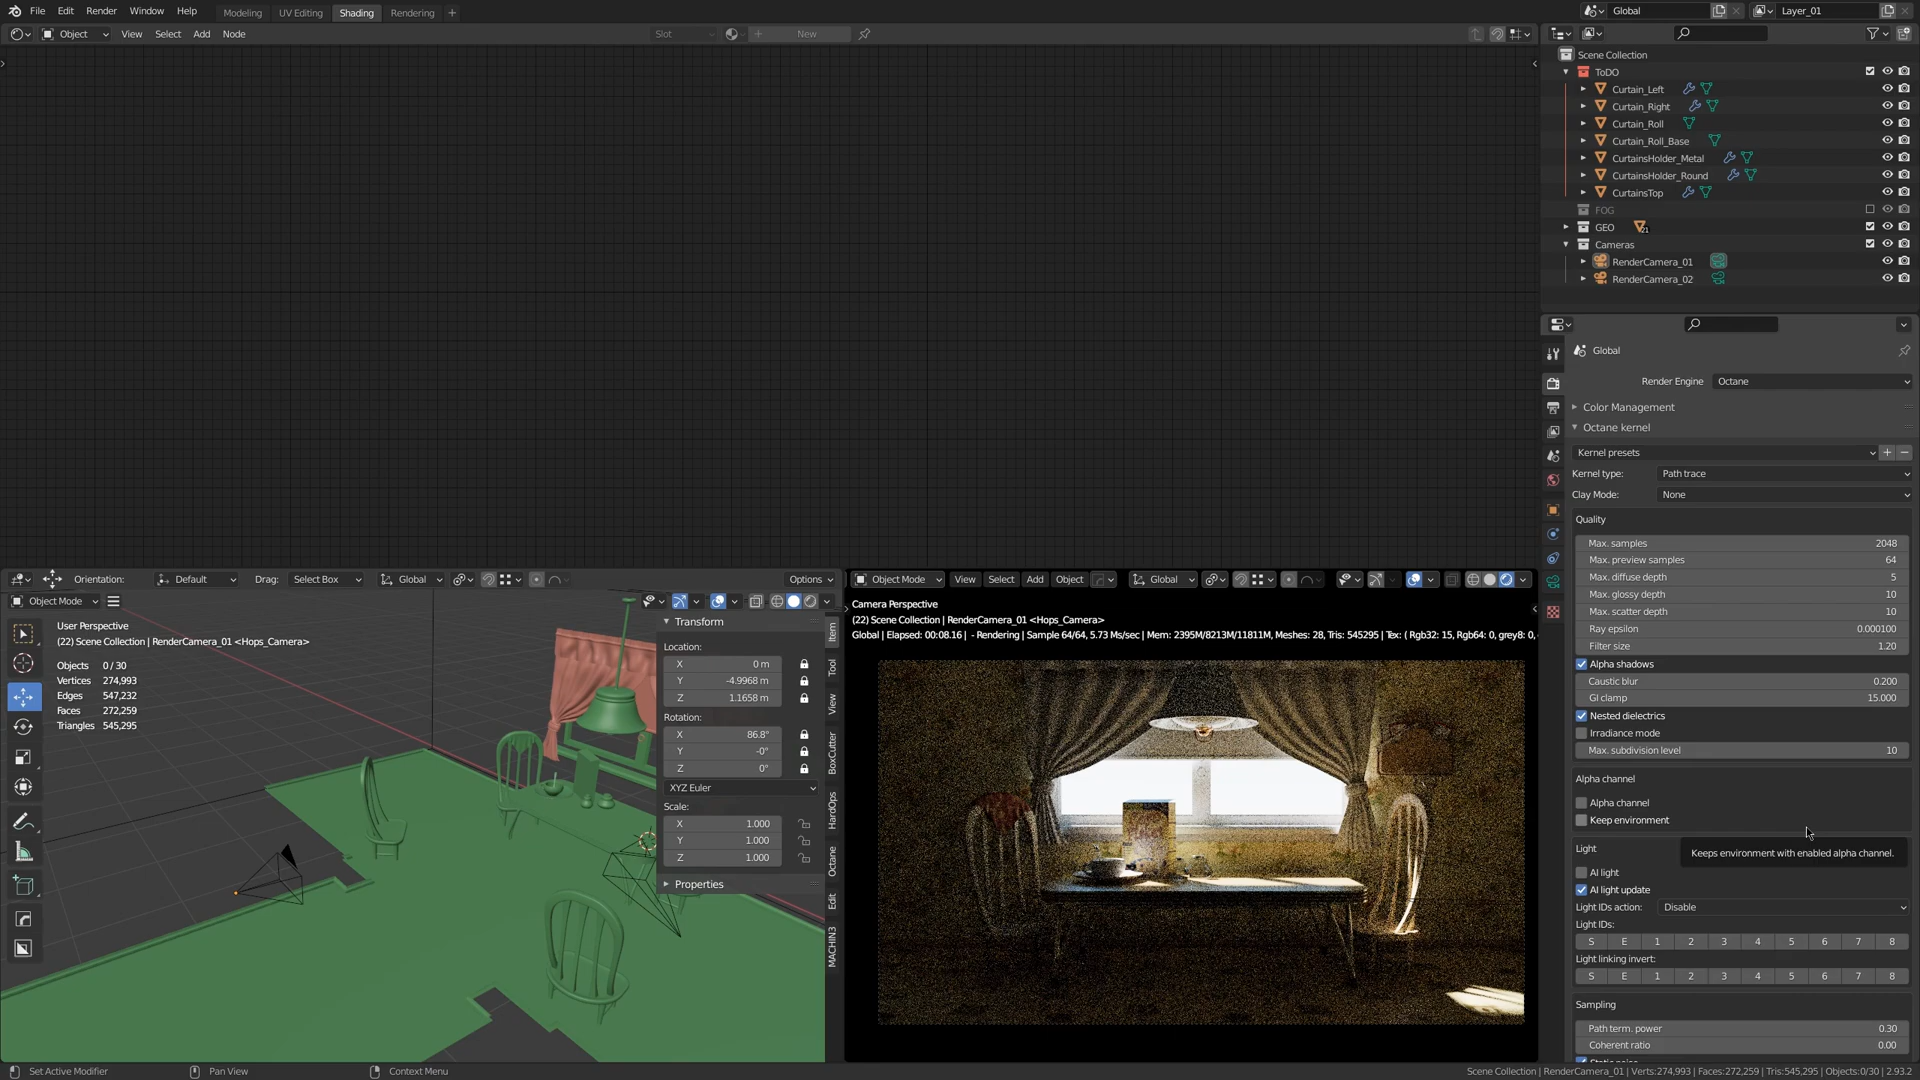 File Edit Render Window Help Modeling UV Editing Shading Rendering + Global Layer_01
Object View Select Add Node Slot New
Scene Collection
ToDO
Curtain_Left
Curtain_Right
Curtain_Roll
Curtain_Roll_Base
CurtainsHolder_Metal
CurtainsHolder_Round
CurtainsTop
FOG
GEO 21
Cameras
RenderCamera_01
RenderCamera_02
Global
Render Engine Octane
Color Management
Octane kernel
Kernel presets
Kernel type: Path trace
Clay Mode: None
Quality
Max. samples 2048
Max. preview samples 64
Max. diffuse depth 5
Max. glossy depth 10
Max. scatter depth 10
Ray epsilon 0.000100
Filter size 1.20
Alpha shadows
Caustic blur 0.200
GI clamp 15.000
Nested dielectrics
Irradiance mode
Max. subdivision level 10
Alpha channel
Alpha channel
Keep environment
Light
Keeps environment with enabled alpha channel.
AI light
AI light update
Light IDs action: Disable
Light IDs:
S E 1 2 3 4 5 6 7 8
Light linking invert:
S E 1 2 3 4 5 6 7 8
Sampling
Path term. power 0.30
Coherent ratio 0.00
Orientation: Default Drag: Select Box Global Options
Object Mode
User Perspective
(22) Scene Collection | RenderCamera_01 <Hops_Camera>
Objects 0/30
Vertices 274,993
Edges 547,232
Faces 272,259
Triangles 545,295
Transform
Location:
X 0 m
Y -4.9968 m
Z 1.1658 m
Rotation:
X 86.8°
Y -0°
Z 0°
XYZ Euler
Scale:
X 1.000
Y 1.000
Z 1.000
Properties
Item
Tool
View
BoxCutter
HardOps
Octane
Edit
MACHIN3
Object Mode View Select Add Object Global
Camera Perspective
(22) Scene Collection | RenderCamera_01 <Hops_Camera>
Global | Elapsed: 00:08.16 | - Rendering | Sample 64/64, 5.73 Ms/sec | Mem: 2395M/8213M/11811M, Meshes: 28, Tris: 545295 | Tex: ( Rgb32: 15, Rgb64: 0, grey8: 0,
Set Active Modifier Pan View Context Menu Scene Collection | RenderCamera_01 | Verts:274,993 | Faces:272,259 | Tris:545,295 | Objects:0/30 | 2.93.2